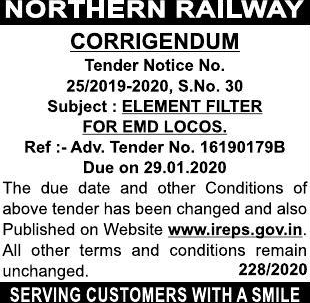 NORTHERN RAILWAY
CORRIGENDUM
Tender Notice No.
25/2019-2020, S.No. 30
Subject : ELEMENT FILTER
FOR EMD LOCOS.
Ref :- Adv. Tender No. 16190179B
Due on 29.01.2020
The due date and other Conditions of
above tender has been changed and also
Published on Website www.ireps.gov.in.
All other terms and conditions remain
unchanged. 228/2020
SERVING CUSTOMERS WITH A SMILE